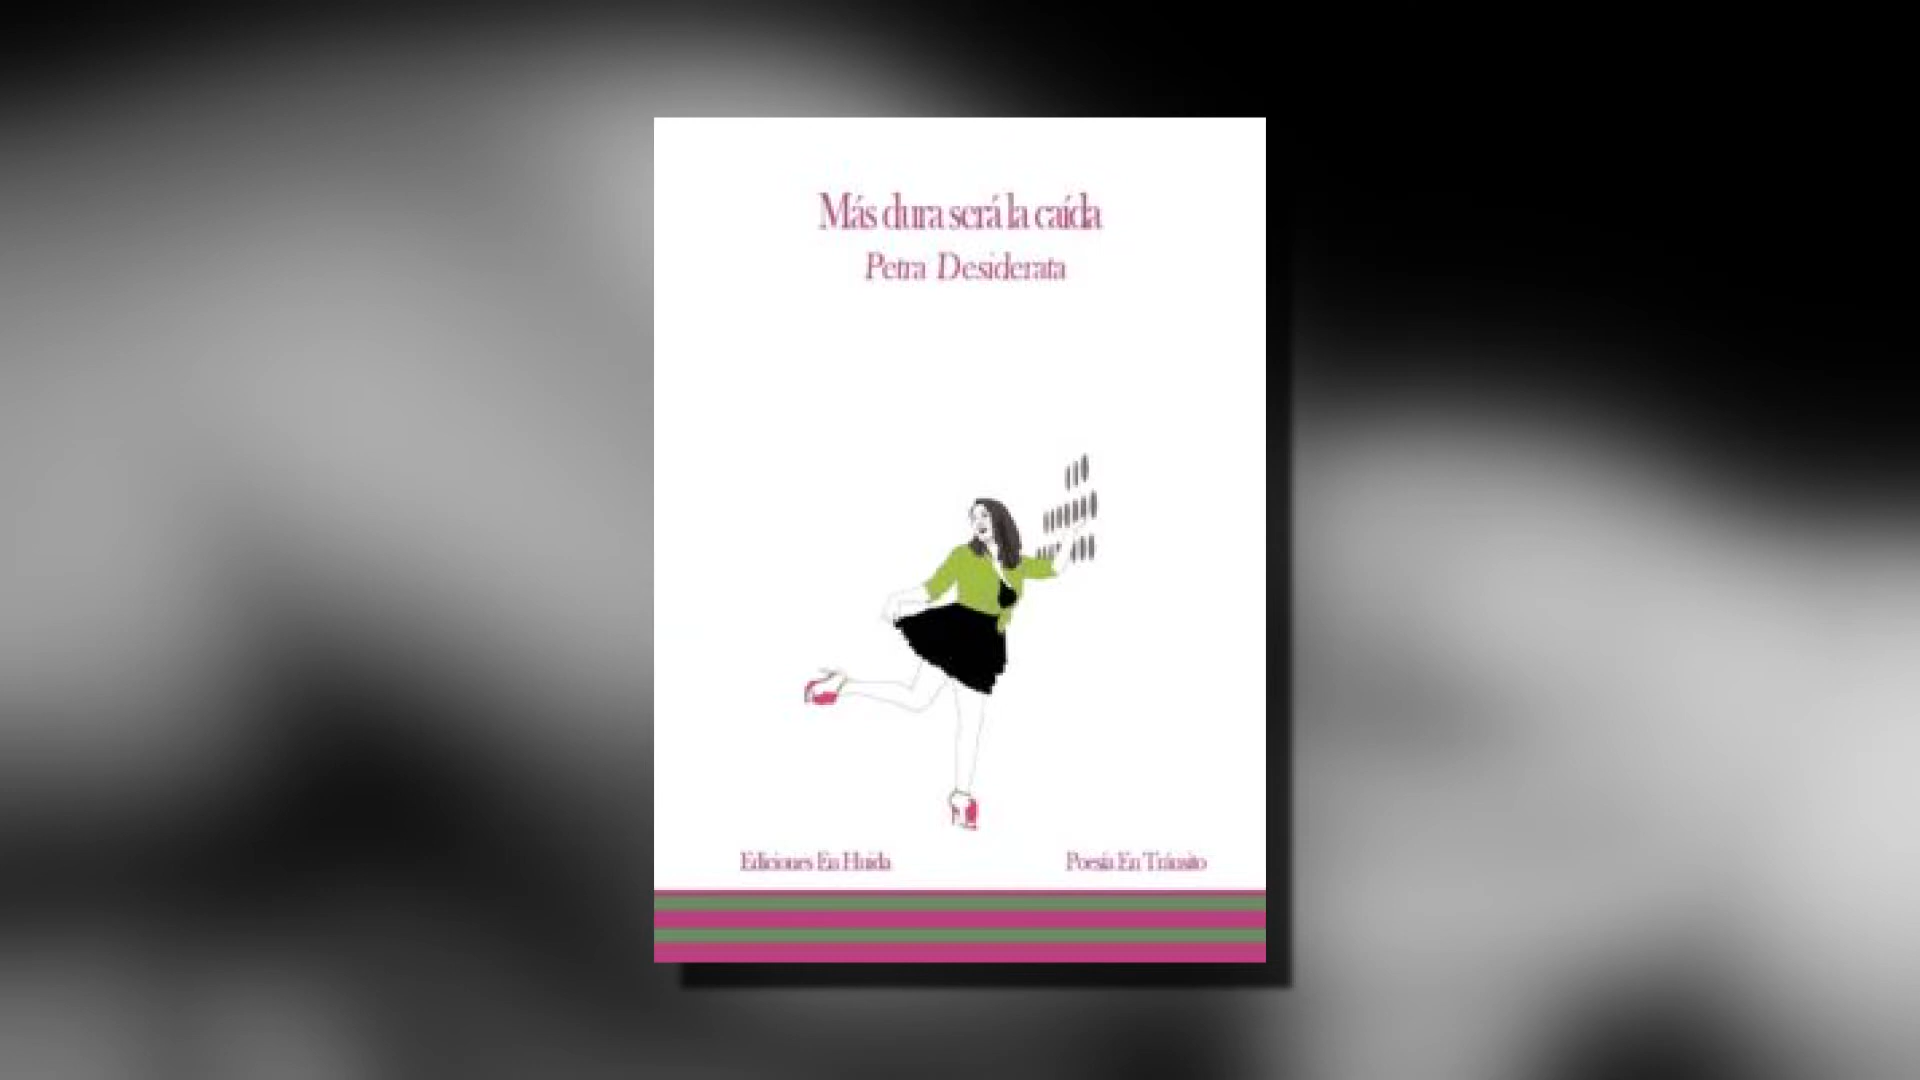 Más dura será la caída
Petra Desiderata
Ediciones En Huida
Poesía En Tránsito